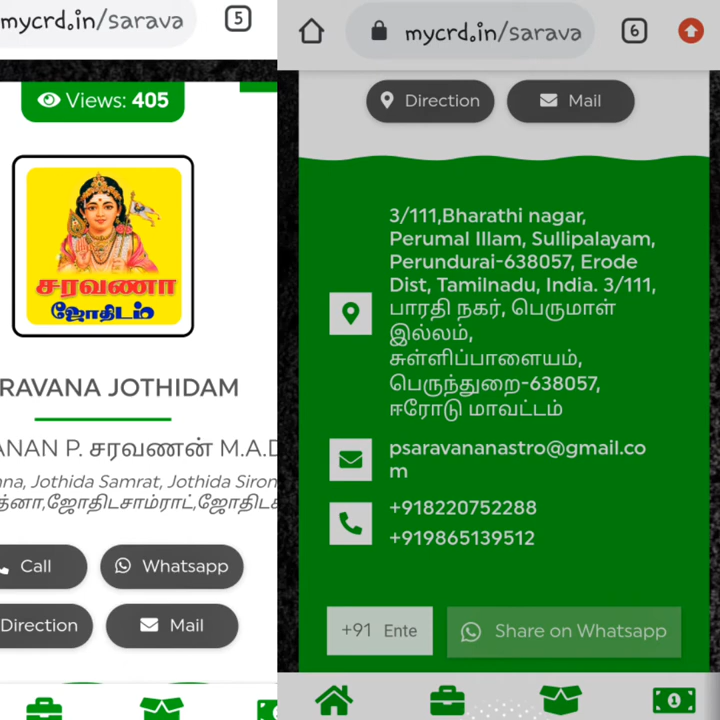 mycrd.in/sarava
5
Views: 405
சரவணா
ஜோதிடம்
RAVANA JOTHIDAM
ANAN P. சரவணன் M.A.D
na, Jothida Samrat, Jothida Siron
த்னா,ஜோதிடசாம்ராட்,ஜோதிடச
Call
Whatsapp
Direction
Mail
mycrd.in/sarava
6
Direction
Mail
3/111,Bharathi nagar,
Perumal Illam, Sullipalayam,
Perundurai-638057, Erode
Dist, Tamilnadu, India. 3/111,
பாரதி நகர், பெருமாள்
இல்லம்,
சுள்ளிப்பாளையம்,
பெருந்துறை-638057,
ஈரோடு மாவட்டம்
psaravananastro@gmail.co
m
+918220752288
+919865139512
+91 Ente
Share on Whatsapp
1